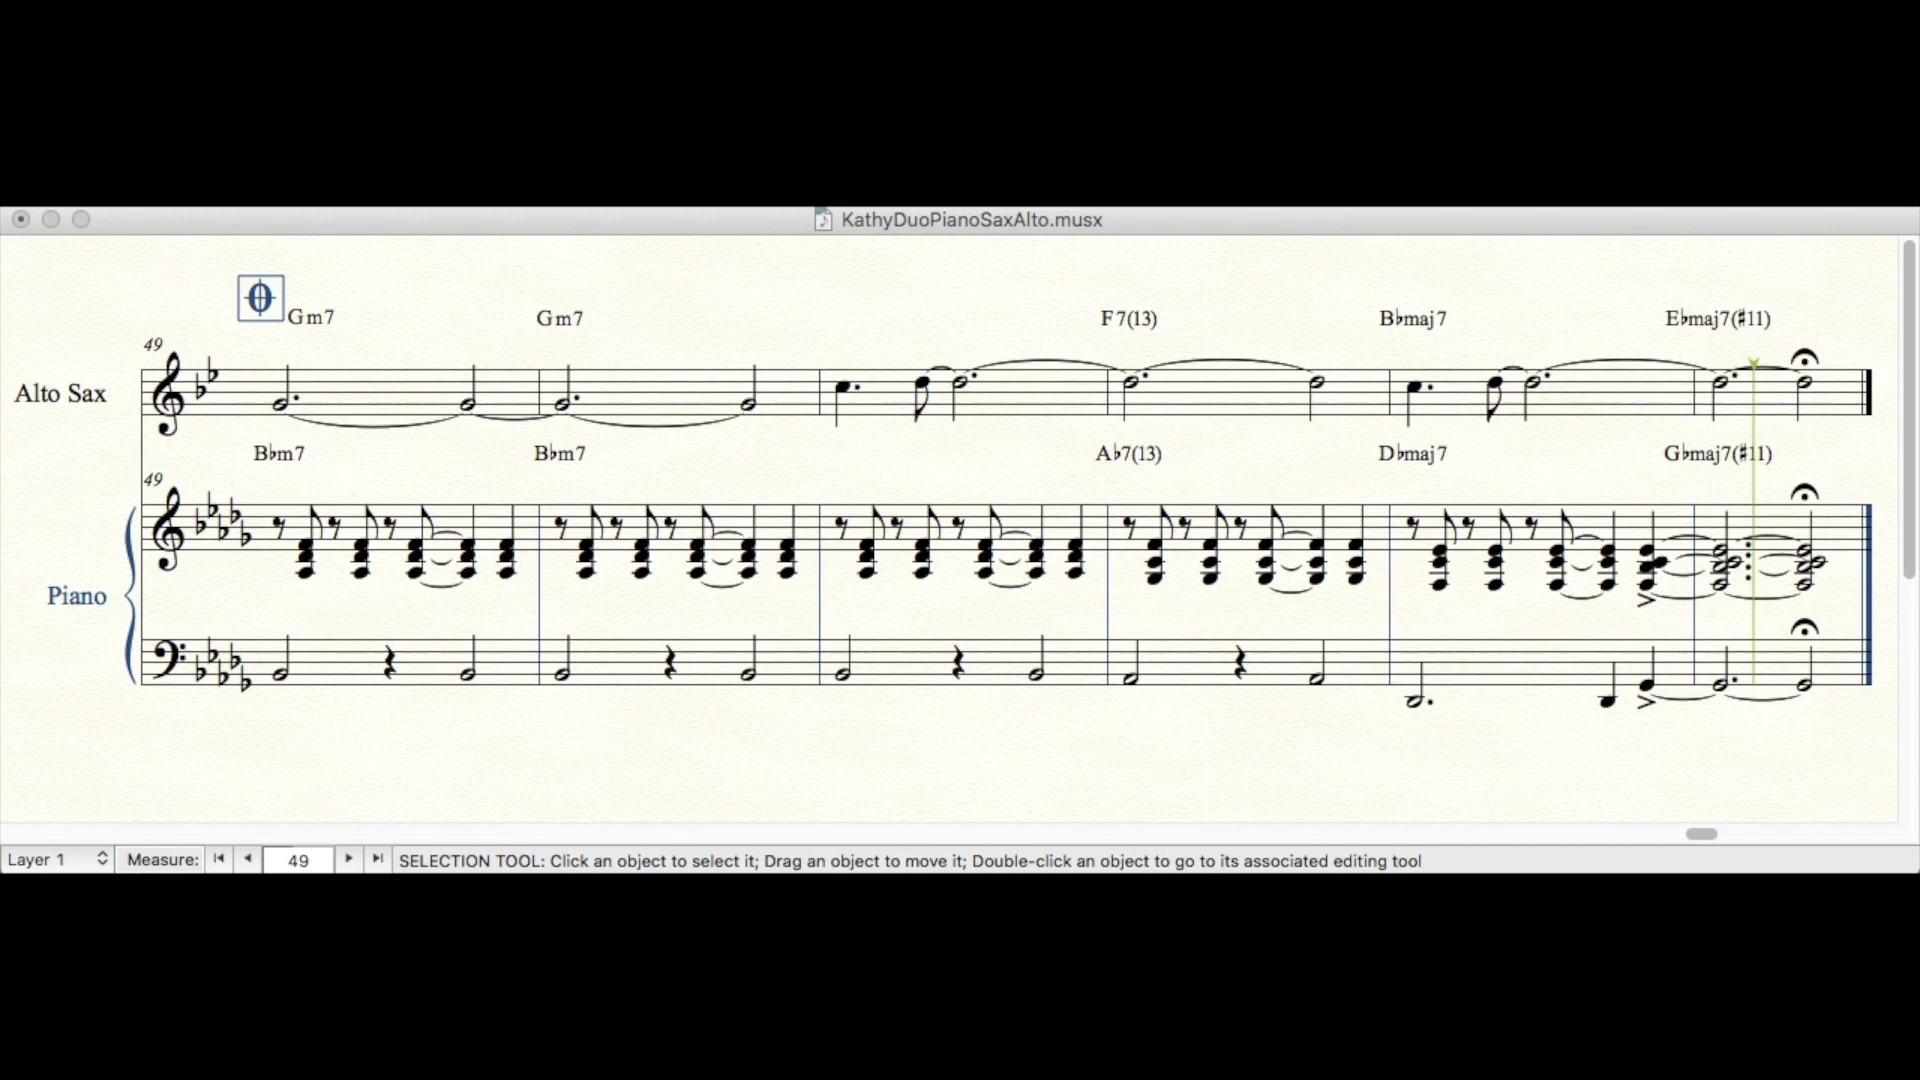 KathyDuoPianoSaxAlto.musx
Gm7 Gm7 F7(13) B♭maj7 E♭maj7(♯11)
49
Alto Sax
B♭m7 B♭m7 A♭7(13) D♭maj7 G♭maj7(♯11)
49
Piano
Layer 1 Measure: 49 SELECTION TOOL: Click an object to select it; Drag an object to move it; Double-click an object to go to its associated editing tool